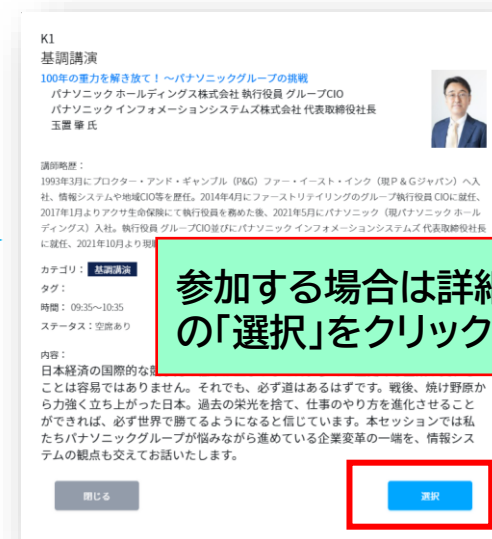 K1
基調講演
100年の重力を解き放て！～パナソニックグループの挑戦
パナソニック ホールディングス株式会社 執行役員 グループCIO
パナソニック インフォメーションシステムズ株式会社 代表取締役社長
玉置 肇 氏
講師略歴：
1993年3月にプロクター・アンド・ギャンブル（P&G）ファー・イースト・インク（現P＆Gジャパン）へ入
社、情報システムや地域CIO等を歴任。2014年4月にファーストリテイリングのグループ執行役員 CIOに就任、
2017年1月よりアクサ生命保険にて執行役員を務めた後、2021年5月にパナソニック（現パナソニック ホール
ディングス）入社。執行役員 グループCIO並びにパナソニック インフォメーションシステムズ 代表取締役社長
に就任、2021年10月より現
カテゴリ： 基調講演
タグ：
時間： 09:35～10:35
ステータス：空席あり
参加する場合は詳細
の「選択」をクリック
内容：
日本経済の国際的な
ことは容易ではありません。それでも、必ず道はあるはずです。戦後、焼け野原か
ら力強く立ち上がった日本。過去の栄光を捨て、仕事のやり方を進化させること
ができれば、必ず世界で勝てるようになると信じています。本セッションでは私
たちパナソニックグループが悩みながら進めている企業変革の一端を、情報シス
テムの観点も交えてお話いたします。
閉じる
選択